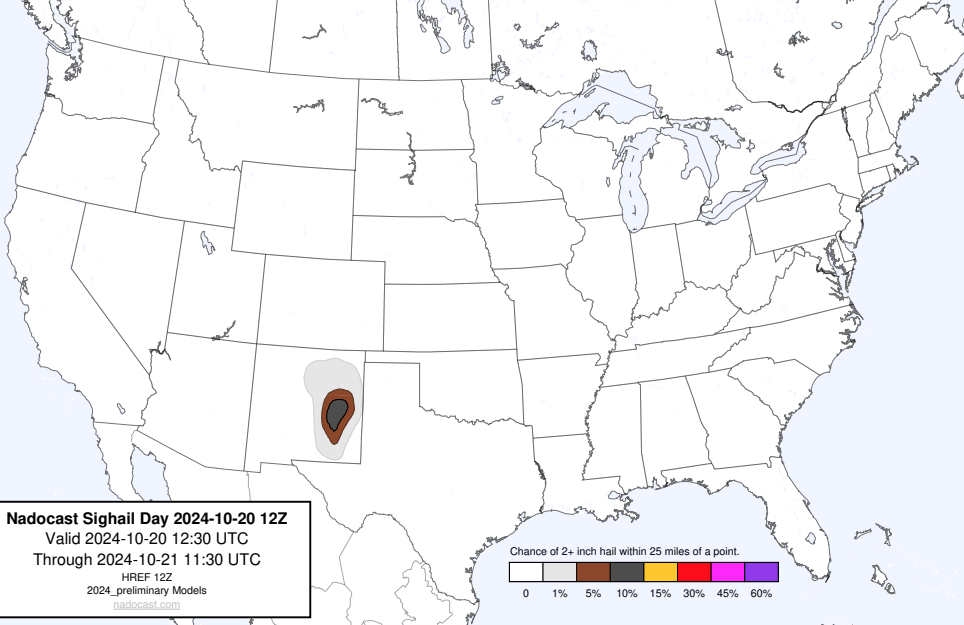 Nadocast Sighail Day 2024-10-20 12Z
Valid 2024-10-20 12:30 UTC
Through 2024-10-21 11:30 UTC
HREF 12Z
2024_preliminary Models
nadocast.com
Chance of 2+ inch hail within 25 miles of a point.
0 1% 5% 10% 15% 30% 45% 60%